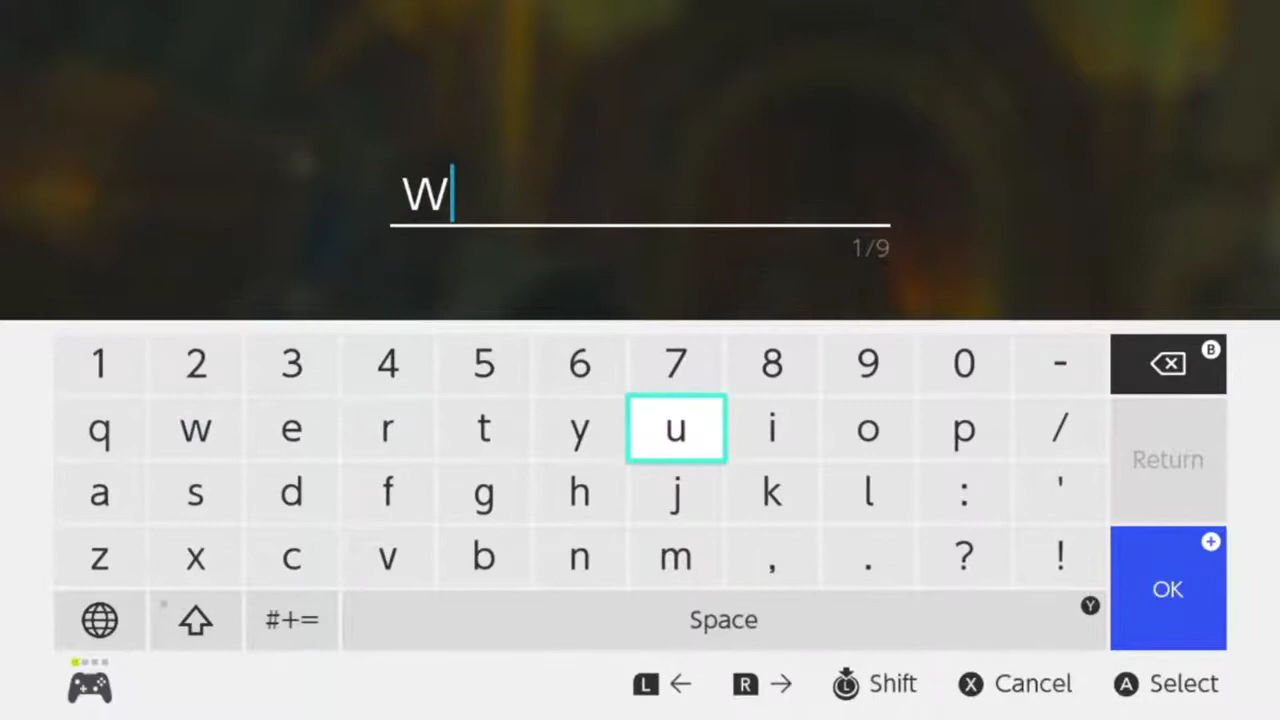 W
1/9
1 2 3 4 5 6 7 8 9 0 - B
q w e r t y u i o p / Return
a s d f g h j k l : '
z x c v b n m , . ? ! + OK
#+= Space Y
L ← R → L Shift X Cancel A Select